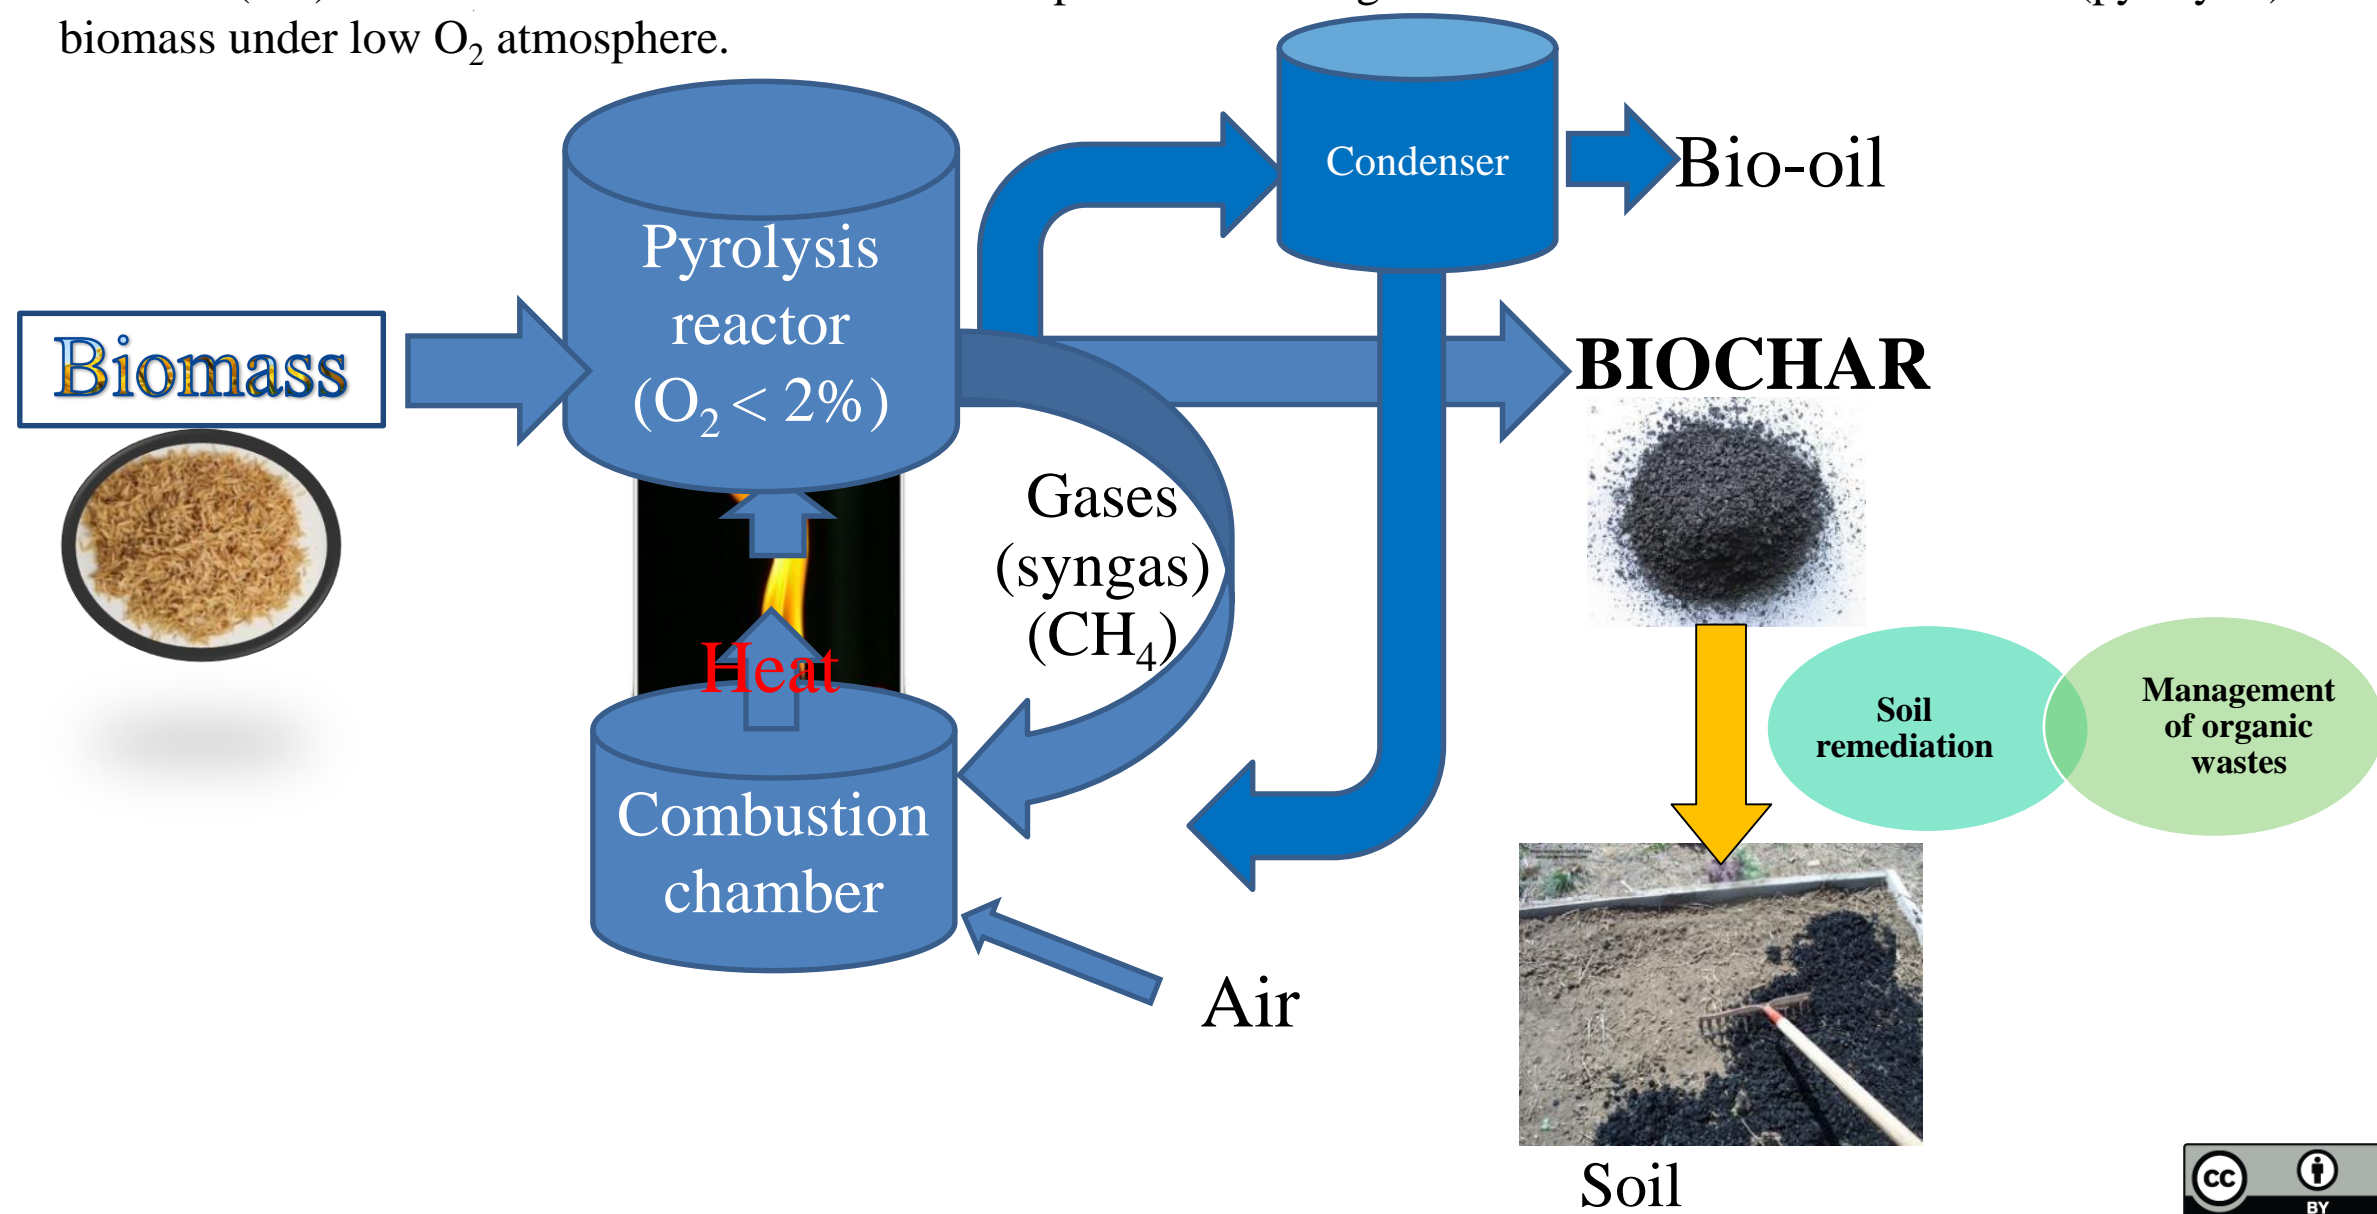 biomass under low O₂ atmosphere.
Condenser
Bio-oil
Pyrolysis
reactor
(O₂ < 2%)
Biomass
BIOCHAR
Gases
(syngas)
(CH₄)
Heat
Soil
remediation
Management
of organic
wastes
Combustion
chamber
Air
Soil
cc
BY